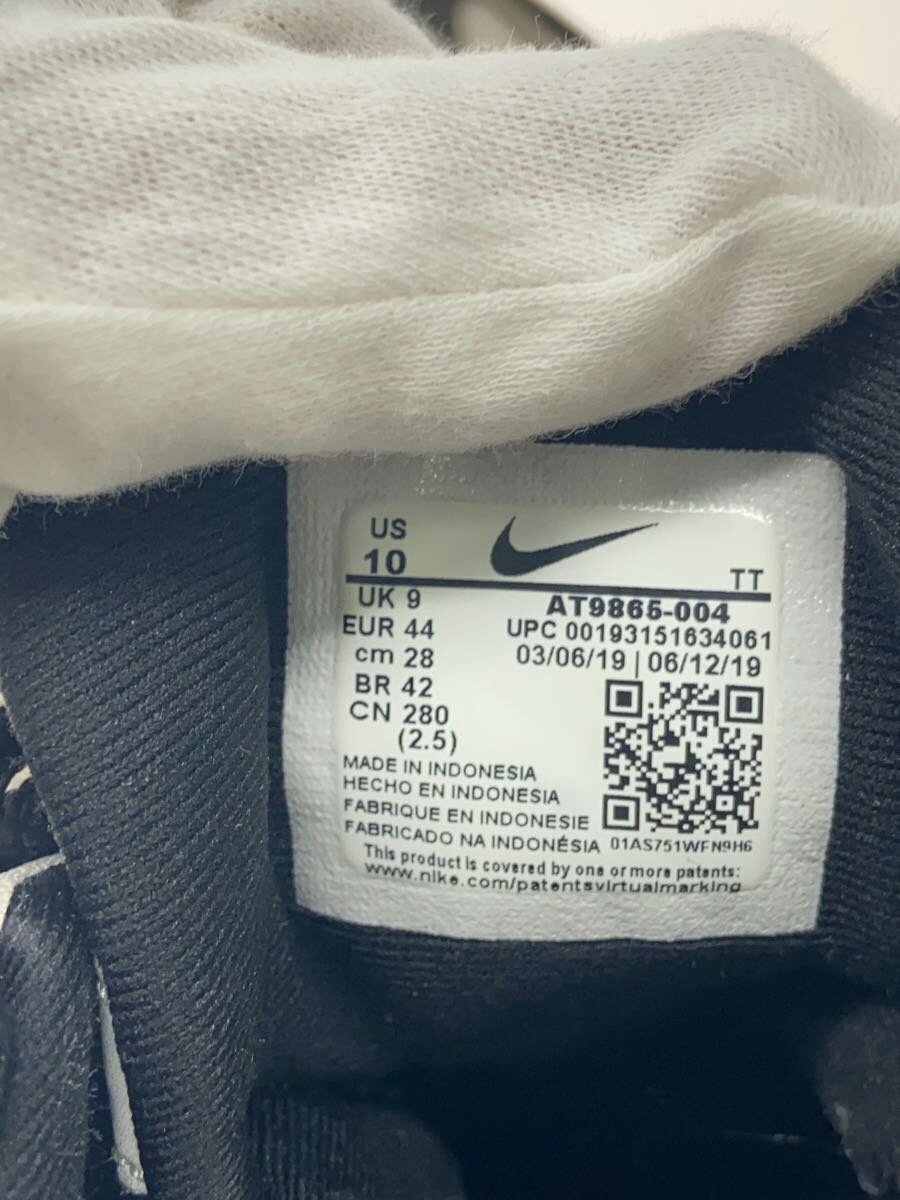 US
10
TT
UK 9
AT9865-004
EUR 44
UPC 00193151634061
cm 28
03/06/19 | 06/12/19
BR 42
CN 280
(2.5)
MADE IN INDONESIA
HECHO EN INDONESIA
FABRIQUE EN INDONESIE
FABRICADO NA INDONÉSIA
01AS751WFN9H6
This product is covered by one or more patents:
www.nike.com/patentsvirtualmarking